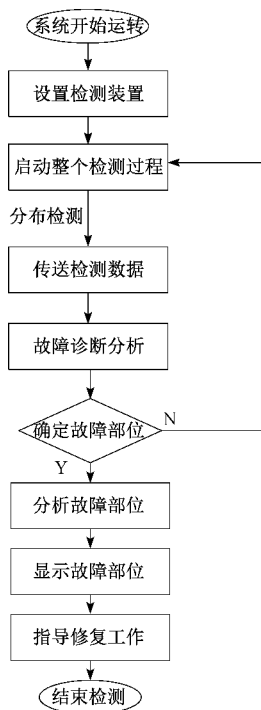 系统开始运转
设置检测装置
启动整个检测过程
分布检测
传送检测数据
故障诊断分析
确定故障部位
N
Y
分析故障部位
显示故障部位
指导修复工作
结束检测